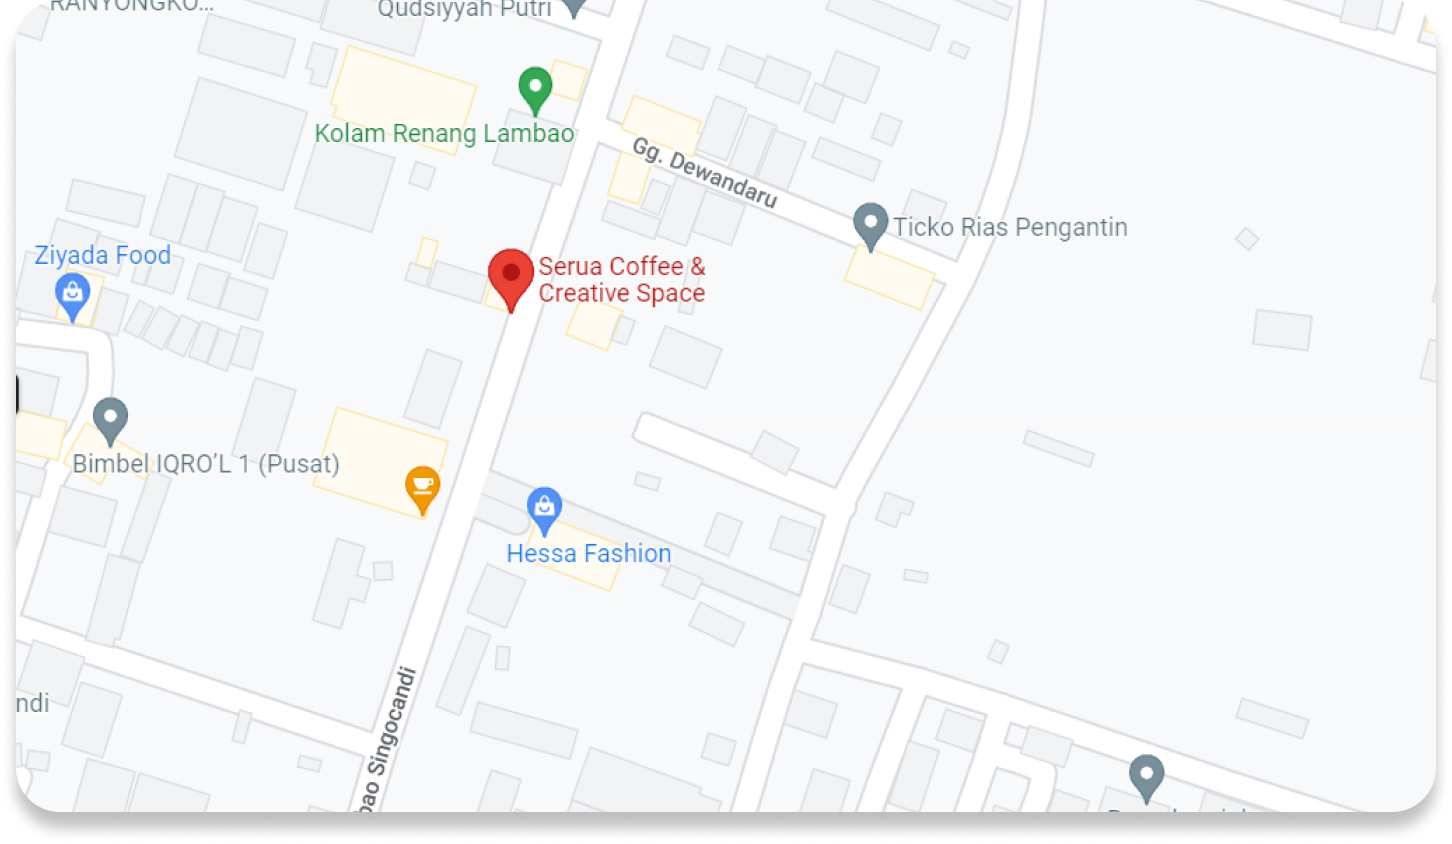 Qudsiyyah Putri
Kolam Renang Lambao
Gg. Dewandaru
Ticko Rias Pengantin
Ziyada Food
Serua Coffee &
Creative Space
Bimbel IQRO'L 1 (Pusat)
Hessa Fashion
ndi
bao Singocandi